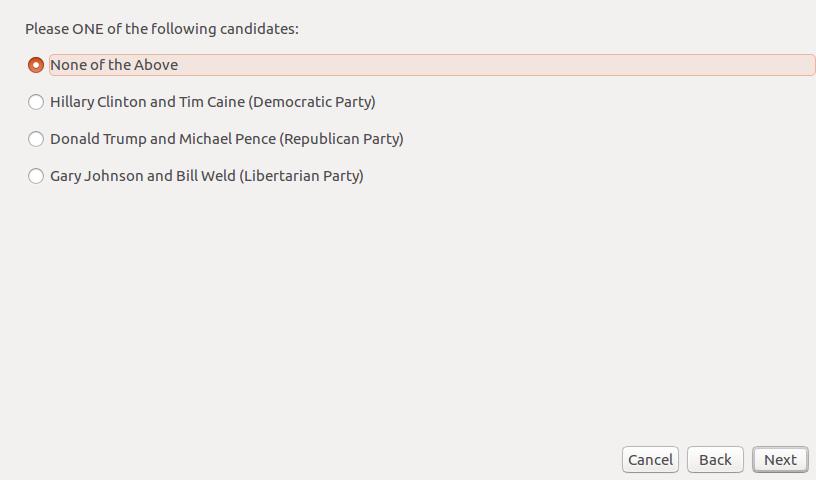 Please ONE of the following candidates:
None of the Above
Hillary Clinton and Tim Caine (Democratic Party)
Donald Trump and Michael Pence (Republican Party)
Gary Johnson and Bill Weld (Libertarian Party)
Cancel Back Next